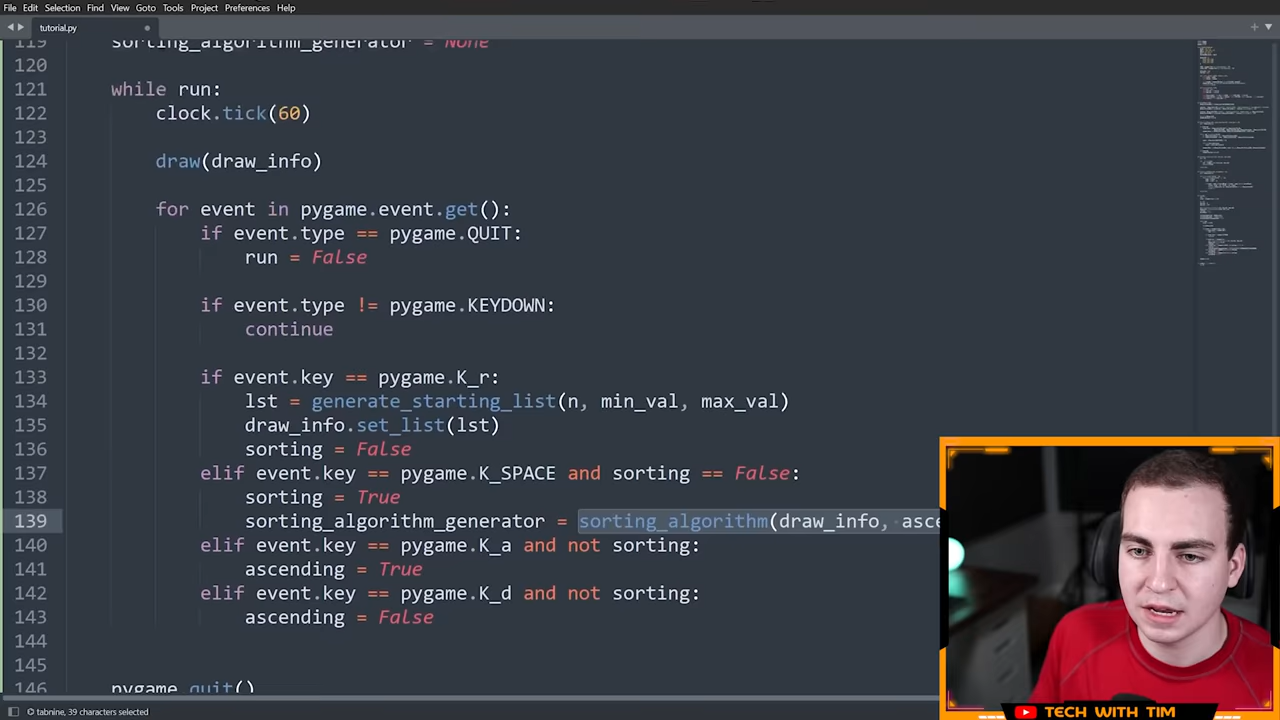 File Edit Selection Find View Goto Tools Project Preferences Help
tutorial.py
119 sorting_algorithm_generator = None
120
121 while run:
122 clock.tick(60)
123
124 draw(draw_info)
125
126 for event in pygame.event.get():
127 if event.type == pygame.QUIT:
128 run = False
129
130 if event.type != pygame.KEYDOWN:
131 continue
132
133 if event.key == pygame.K_r:
134 lst = generate_starting_list(n, min_val, max_val)
135 draw_info.set_list(lst)
136 sorting = False
137 elif event.key == pygame.K_SPACE and sorting == False:
138 sorting = True
139 sorting_algorithm_generator = sorting_algorithm(draw_info, asce
140 elif event.key == pygame.K_a and not sorting:
141 ascending = True
142 elif event.key == pygame.K_d and not sorting:
143 ascending = False
144
145
146 pygame.quit()
tabnine, 39 characters selected
TECH WITH TIM